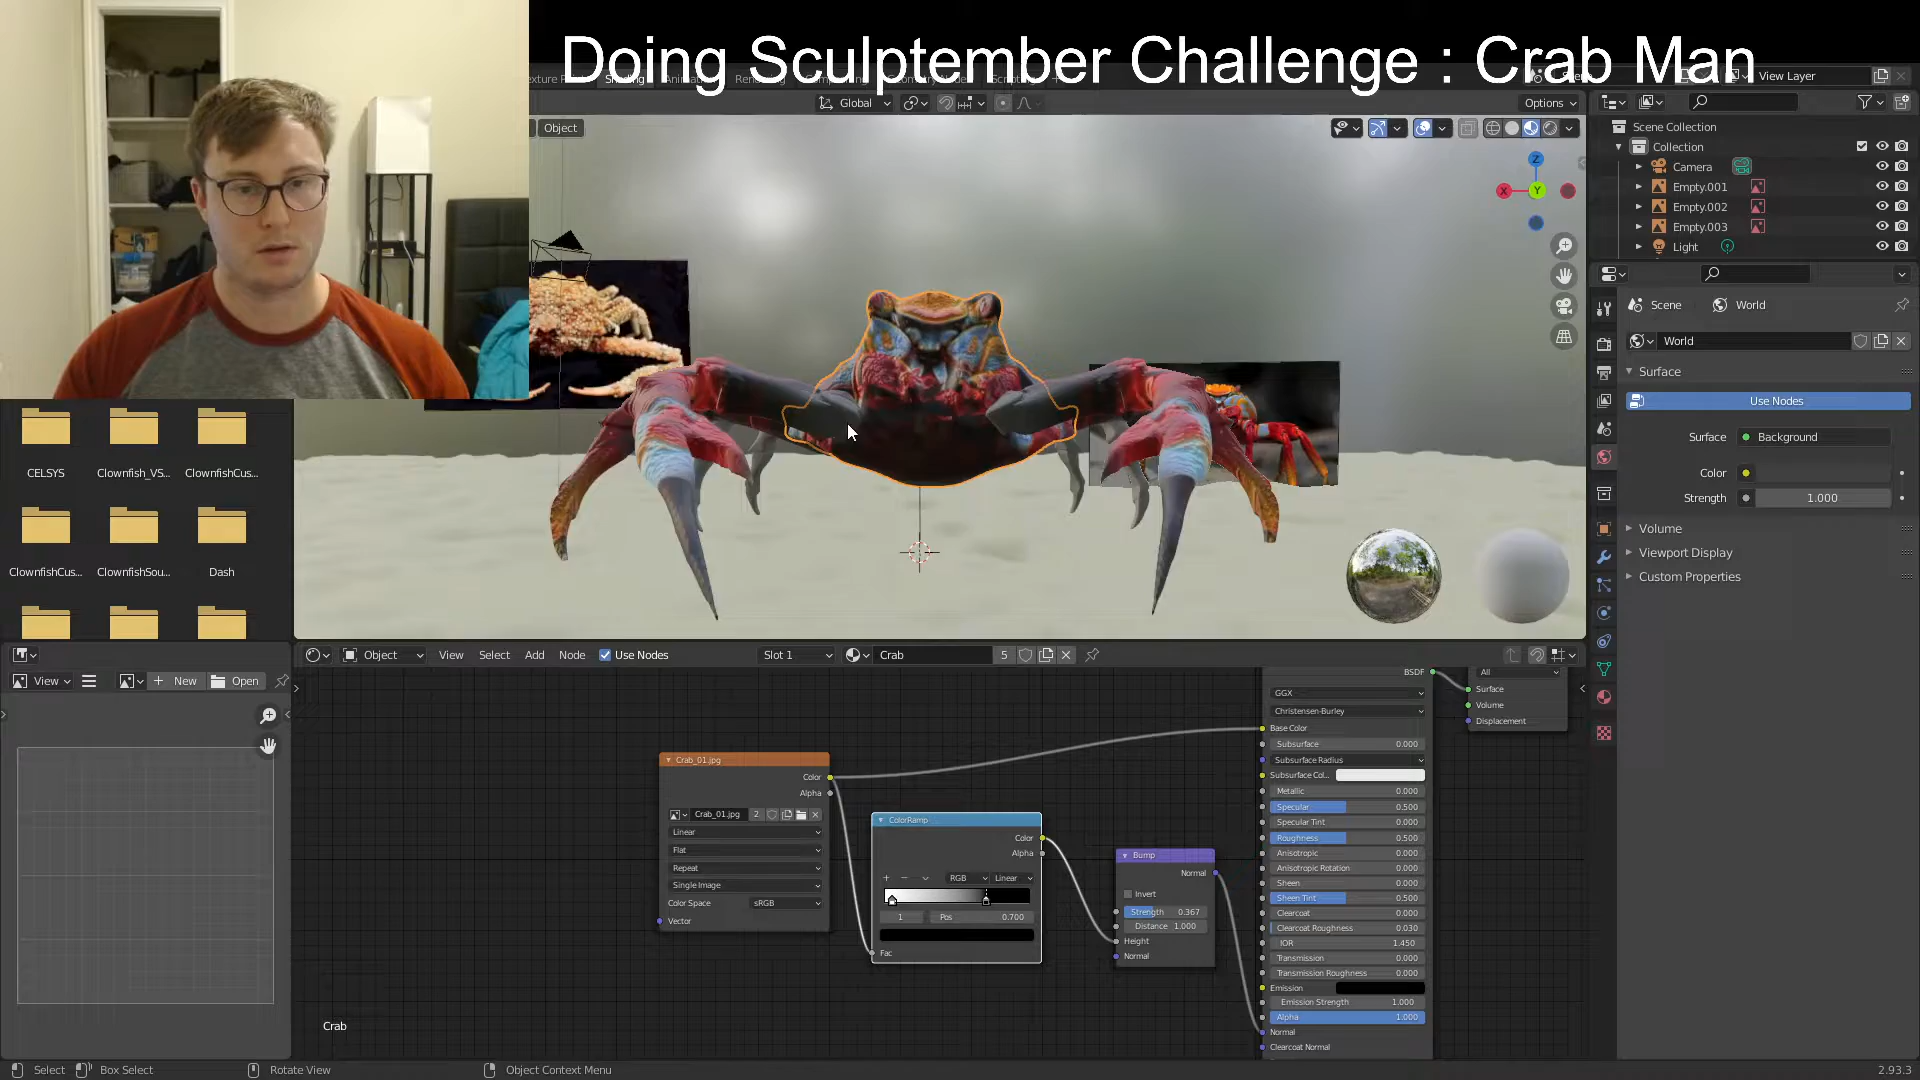 Doing Sculptember Challenge : Crab Man
Shading
View Layer
Global
Options
Object
Scene Collection
Collection
Camera
Empty.001
Empty.002
Empty.003
Light
Z
X
Y
Scene
World
World
Surface
Use Nodes
Surface
Background
Color
Strength
1.000
Volume
Viewport Display
Custom Properties
CELSYS
Clownfish_VS...
ClownfishCus...
ClownfishCus...
ClownfishSou...
Dash
View
New
Open
Object
View
Select
Add
Node
Use Nodes
Slot 1
Crab
5
Crab_01.jpg
Color
Alpha
Crab_01.jpg
2
Linear
Flat
Repeat
Single Image
Color Space
sRGB
Vector
ColorRamp
Color
Alpha
RGB
Linear
1
Pos
0.700
Fac
Bump
Normal
Invert
Strength 0.367
Distance 1.000
Height
Normal
BSDF
GGX
Christensen-Burley
Base Color
Subsurface 0.000
Subsurface Radius
Subsurface Col...
Metallic 0.000
Specular 0.500
Specular Tint 0.000
Roughness 0.500
Anisotropic 0.000
Anisotropic Rotation 0.000
Sheen 0.000
Sheen Tint 0.500
Clearcoat 0.000
Clearcoat Roughness 0.030
IOR 1.450
Transmission 0.000
Transmission Roughness 0.000
Emission
Emission Strength 1.000
Alpha 1.000
Normal
Clearcoat Normal
All
Surface
Volume
Displacement
Crab
Select
Box Select
Rotate View
Object Context Menu
2.93.3